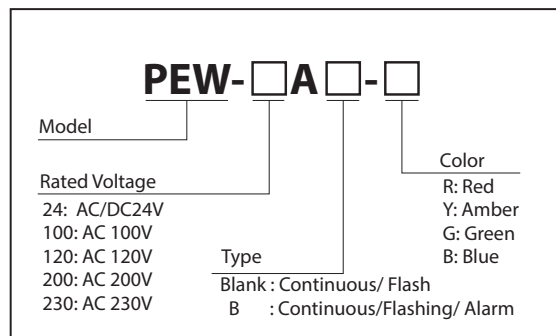 PEW-□A□-□
Model
Rated Voltage
24: AC/DC24V
100: AC 100V
120: AC 120V
200: AC 200V
230: AC 230V
Type
Blank : Continuous/ Flash
B : Continuous/Flashing/ Alarm
Color
R: Red
Y: Amber
G: Green
B: Blue